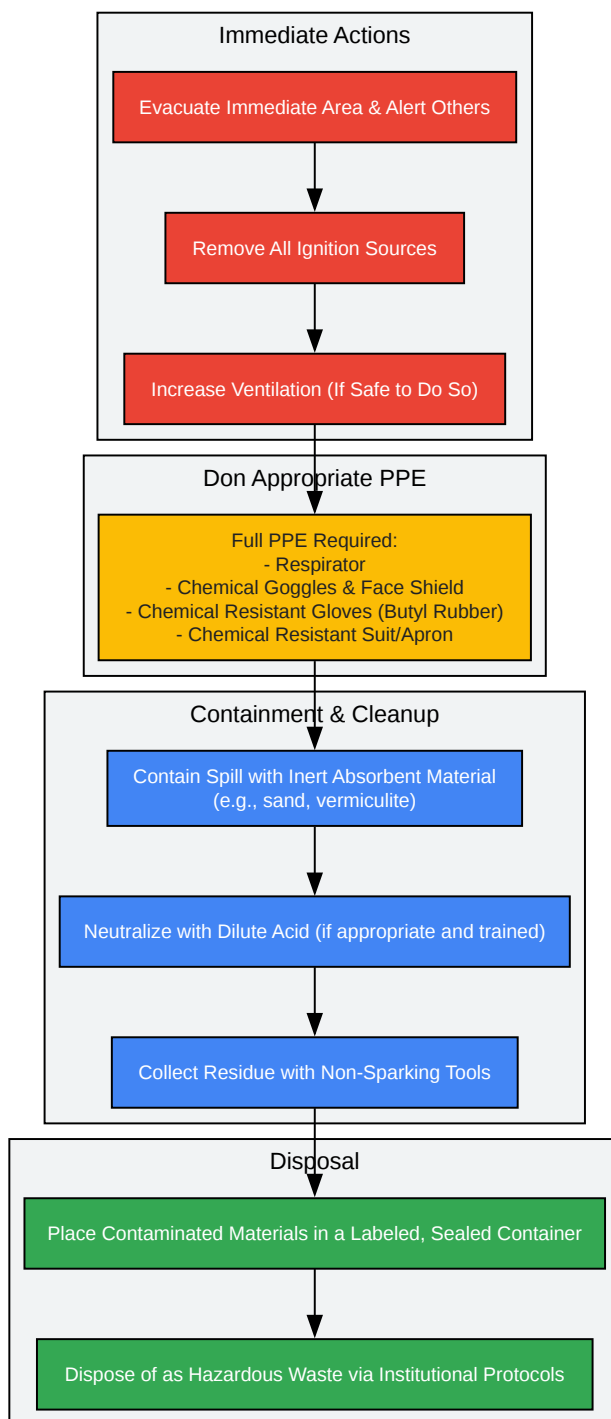 Immediate Actions
Evacuate Immediate Area & Alert Others
Remove All Ignition Sources
Increase Ventilation (If Safe to Do So)
Don Appropriate PPE
Full PPE Required:
- Respirator
- Chemical Goggles & Face Shield
- Chemical Resistant Gloves (Butyl Rubber)
- Chemical Resistant Suit/Apron
Containment & Cleanup
Contain Spill with Inert Absorbent Material
(e.g., sand, vermiculite)
Neutralize with Dilute Acid (if appropriate and trained)
Collect Residue with Non-Sparking Tools
Disposal
Place Contaminated Materials in a Labeled, Sealed Container
Dispose of as Hazardous Waste via Institutional Protocols